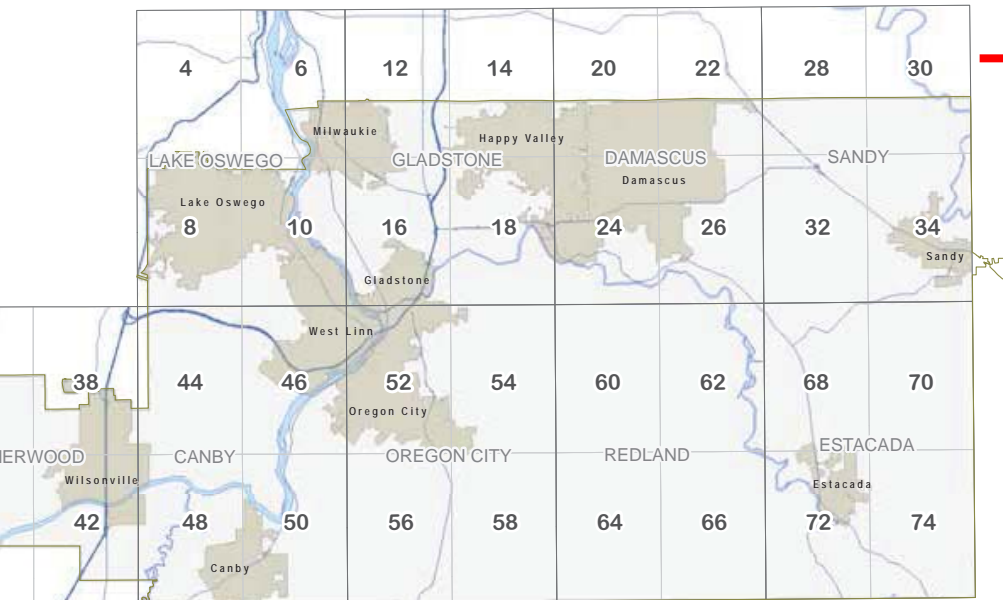 4 6 12 14 20 22 28 30
Milwaukie
Happy Valley
LAKE OSWEGO GLADSTONE DAMASCUS SANDY
Damascus
Lake Oswego
8 10 16 18 24 26 32 34
Sandy
Gladstone
West Linn
38 44 46 52 54 60 62 68 70
Oregon City
ESTACADA
HERWOOD CANBY OREGON CITY REDLAND
Wilsonville
Estacada
42 48 50 56 58 64 66 72 74
Canby